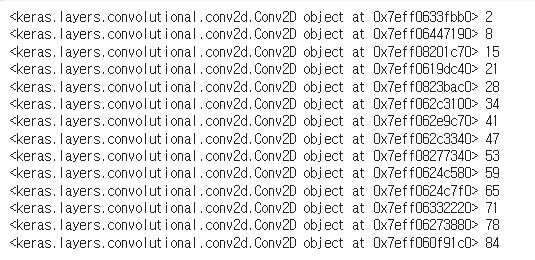 <keras.layers.convolutional.conv2d.Conv2D object at 0x7eff0633fbb0> 2
<keras.layers.convolutional.conv2d.Conv2D object at 0x7eff06447190> 8
<keras.layers.convolutional.conv2d.Conv2D object at 0x7eff08201c70> 15
<keras.layers.convolutional.conv2d.Conv2D object at 0x7eff0619dc40> 21
<keras.layers.convolutional.conv2d.Conv2D object at 0x7eff0823bac0> 28
<keras.layers.convolutional.conv2d.Conv2D object at 0x7eff062c3100> 34
<keras.layers.convolutional.conv2d.Conv2D object at 0x7eff062e9c70> 41
<keras.layers.convolutional.conv2d.Conv2D object at 0x7eff062c3340> 47
<keras.layers.convolutional.conv2d.Conv2D object at 0x7eff08277340> 53
<keras.layers.convolutional.conv2d.Conv2D object at 0x7eff0624c580> 59
<keras.layers.convolutional.conv2d.Conv2D object at 0x7eff0624c7f0> 65
<keras.layers.convolutional.conv2d.Conv2D object at 0x7eff06332220> 71
<keras.layers.convolutional.conv2d.Conv2D object at 0x7eff06273880> 78
<keras.layers.convolutional.conv2d.Conv2D object at 0x7eff060f91c0> 84